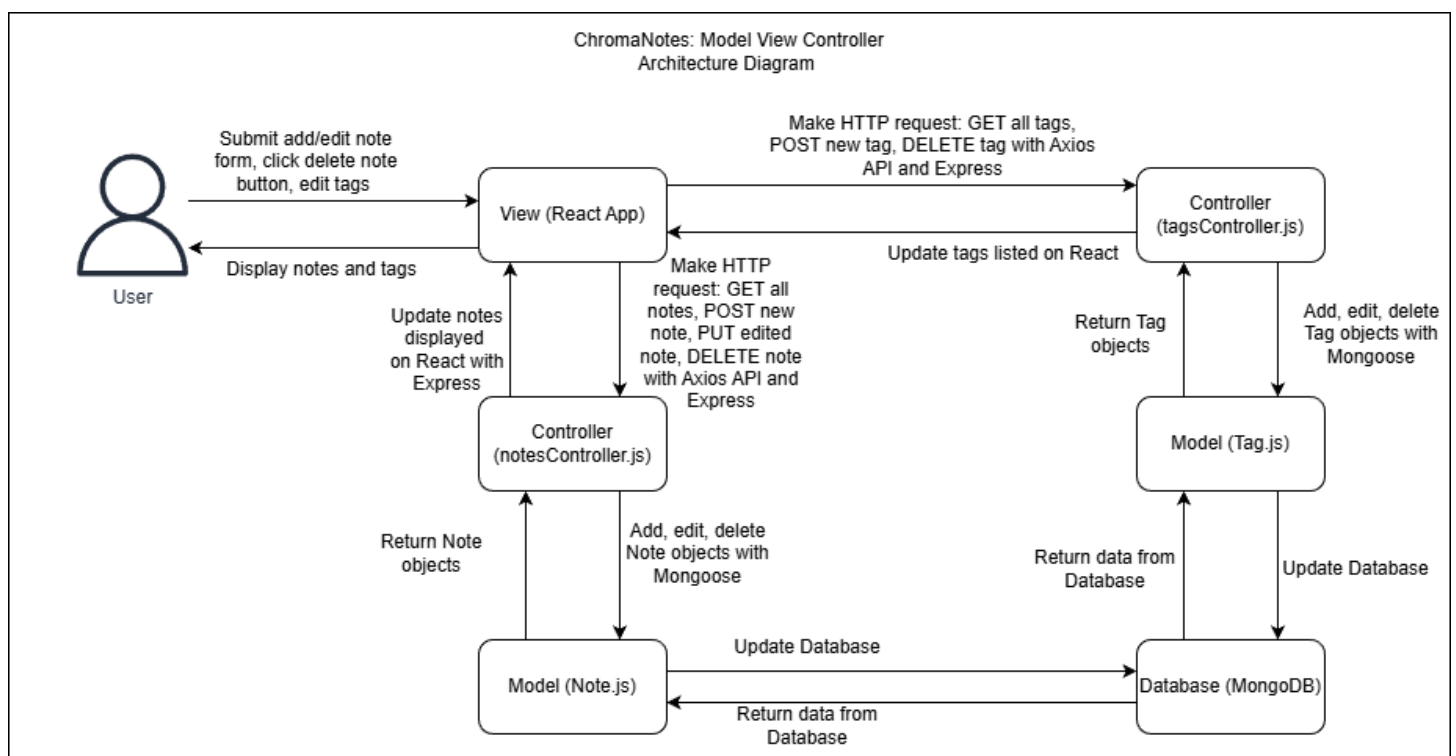 ChromaNotes: Model View Controller
Architecture Diagram
Submit add/edit note
form, click delete note
button, edit tags
Make HTTP request: GET all tags,
POST new tag, DELETE tag with Axios
API and Express
View (React App)
Controller
(tagsController.js)
Display notes and tags
Update tags listed on React
User
Update notes
displayed
on React with
Express
Make HTTP
request: GET all
notes, POST new
note, PUT edited
note, DELETE note
with Axios API and
Express
Return Tag
objects
Add, edit, delete
Tag objects with
Mongoose
Controller
(notesController.js)
Model (Tag.js)
Return Note
objects
Add, edit, delete
Note objects with
Mongoose
Return data from
Database
Update Database
Model (Note.js)
Update Database
Return data from
Database
Database (MongoDB)